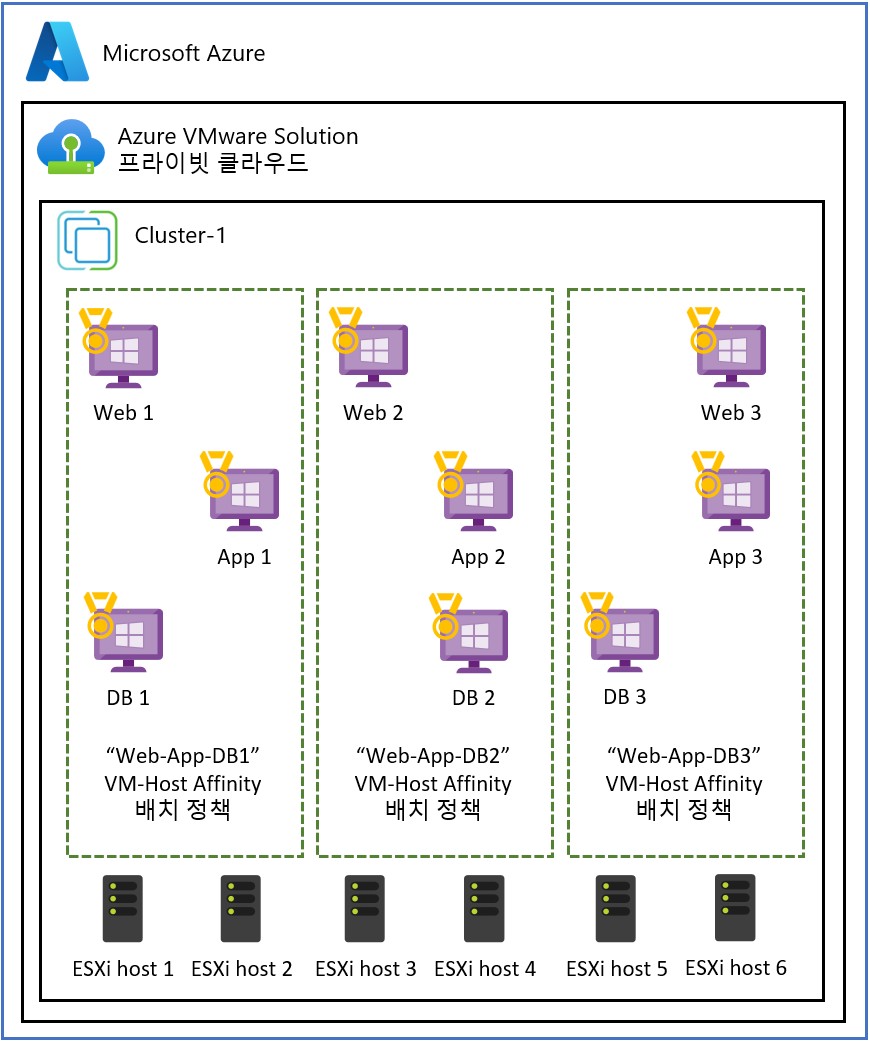 Microsoft Azure
Azure VMware Solution
프라이빗 클라우드
Cluster-1
Web 1
Web 2
Web 3
App 1
App 2
App 3
DB 1
DB 2
DB 3
“Web-App-DB1”
VM-Host Affinity
배치 정책
“Web-App-DB2”
VM-Host Affinity
배치 정책
“Web-App-DB3”
VM-Host Affinity
배치 정책
ESXi host 1
ESXi host 2
ESXi host 3
ESXi host 4
ESXi host 5
ESXi host 6